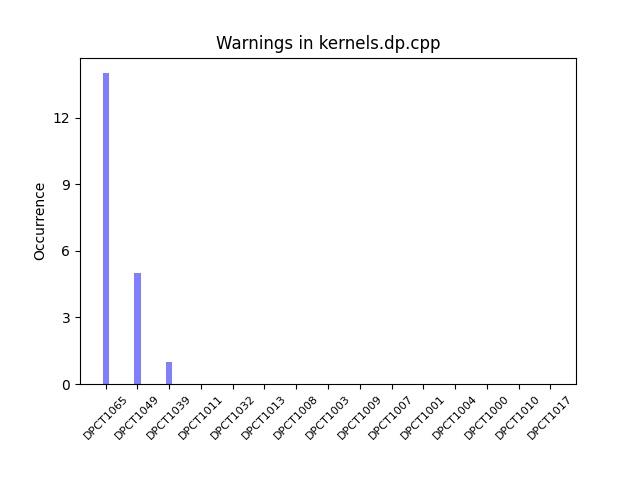 Warnings in kernels.dp.cpp
Occurrence
12
9
6
3
0
DPCT1065
DPCT1049
DPCT1039
DPCT1011
DPCT1032
DPCT1013
DPCT1008
DPCT1003
DPCT1009
DPCT1007
DPCT1001
DPCT1004
DPCT1000
DPCT1010
DPCT1017